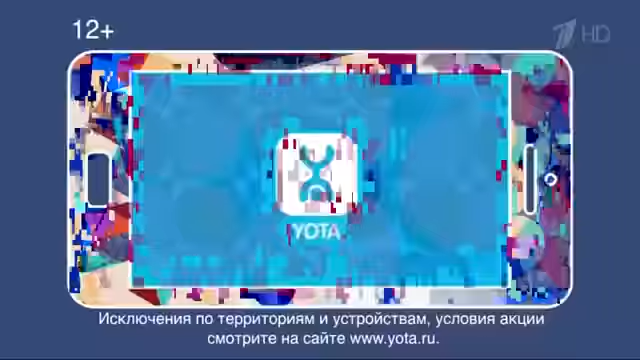 12+
HD
YOTA
Исключения по территориям и устройствам, условия акции
смотрите на сайте www.yota.ru.